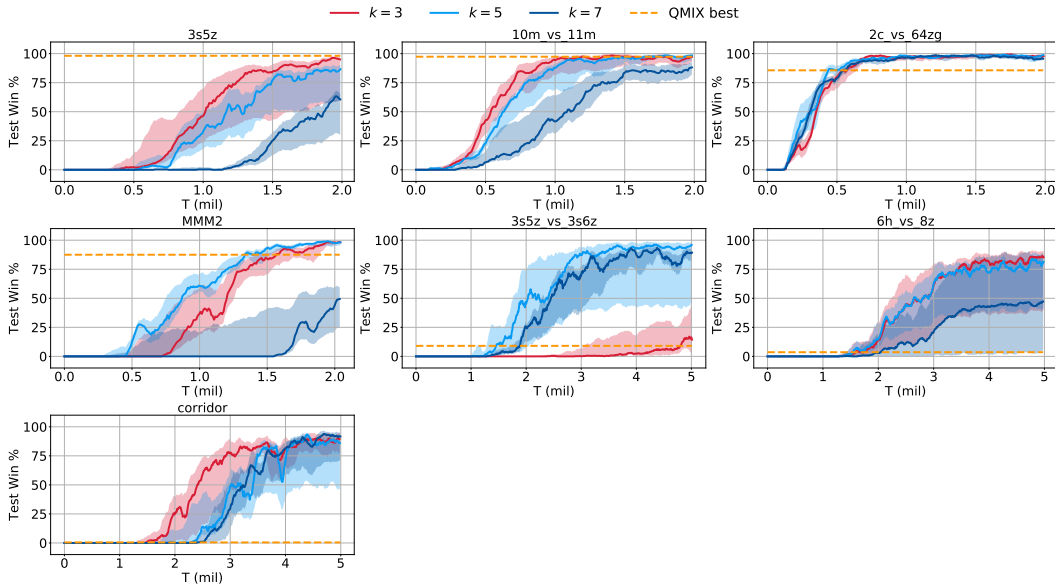 k = 3 k = 5 k = 7 QMIX best
3s5z
10m_vs_11m
2c_vs_64zg
Test Win %
100
75
50
25
0
0.0 0.5 1.0 1.5 2.0
T (mil)
Test Win %
100
75
50
25
0
0.0 0.5 1.0 1.5 2.0
T (mil)
Test Win %
100
75
50
25
0
0.0 0.5 1.0 1.5 2.0
T (mil)
MMM2
3s5z_vs_3s6z
6h_vs_8z
Test Win %
100
75
50
25
0
0.0 0.5 1.0 1.5 2.0
T (mil)
Test Win %
100
75
50
25
0
0 1 2 3 4 5
T (mil)
Test Win %
100
75
50
25
0
0 1 2 3 4 5
T (mil)
corridor
Test Win %
100
75
50
25
0
0 1 2 3 4 5
T (mil)